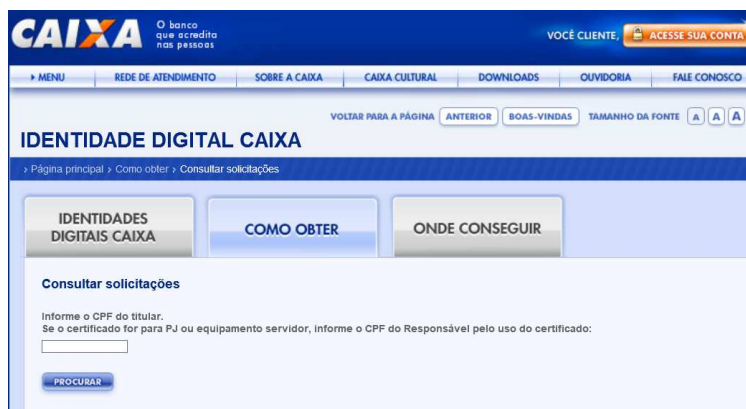 CAIXA
O banco
que acredita
nas pessoas
VOCÊ CLIENTE, ACESSE SUA CONTA
MENU REDE DE ATENDIMENTO SOBRE A CAIXA CAIXA CULTURAL DOWNLOADS OUVIDORIA FALE CONOSCO
VOLTAR PARA A PÁGINA ANTERIOR BOAS-VINDAS TAMANHO DA FONTE A A A
IDENTIDADE DIGITAL CAIXA
> Página principal > Como obter > Consultar solicitações
IDENTIDADES
DIGITAIS CAIXA
COMO OBTER
ONDE CONSEGUIR
Consultar solicitações
Informe o CPF do titular.
Se o certificado for para PJ ou equipamento servidor, informe o CPF do Responsável pelo uso do certificado:
PROCURAR